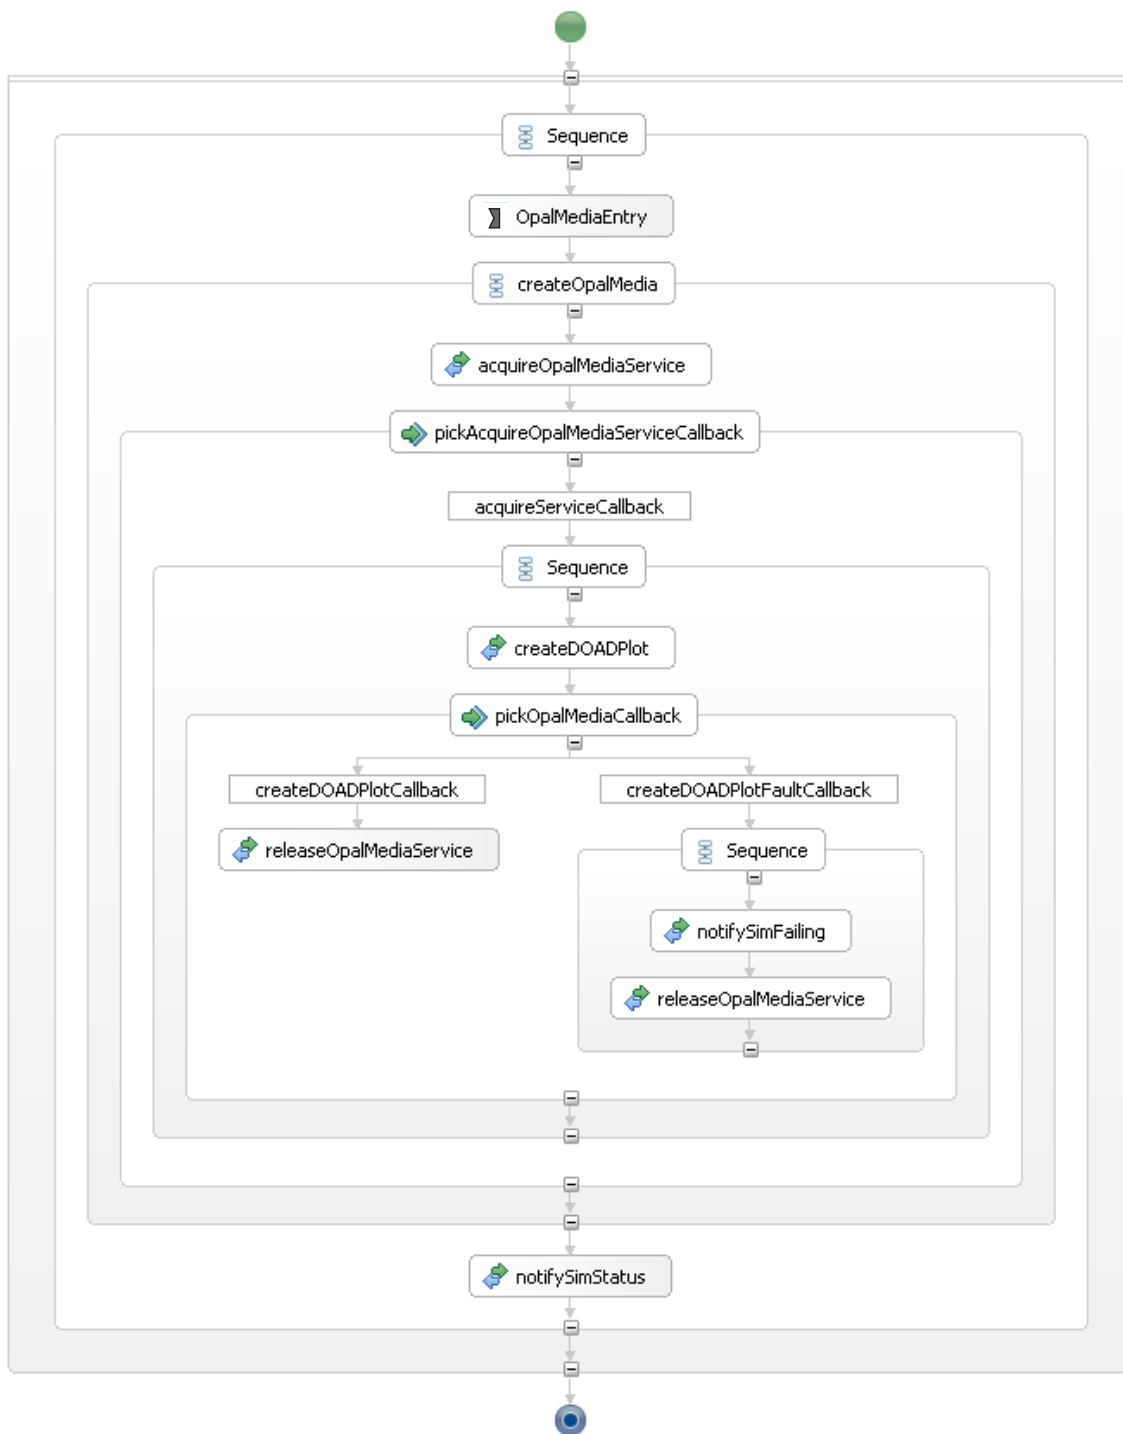 Sequence
OpalMediaEntry
createOpalMedia
acquireOpalMediaService
pickAcquireOpalMediaServiceCallback
acquireServiceCallback
Sequence
createDOADPlot
pickOpalMediaCallback
createDOADPlotCallback
createDOADPlotFaultCallback
releaseOpalMediaService
Sequence
notifySimFailing
releaseOpalMediaService
notifySimStatus